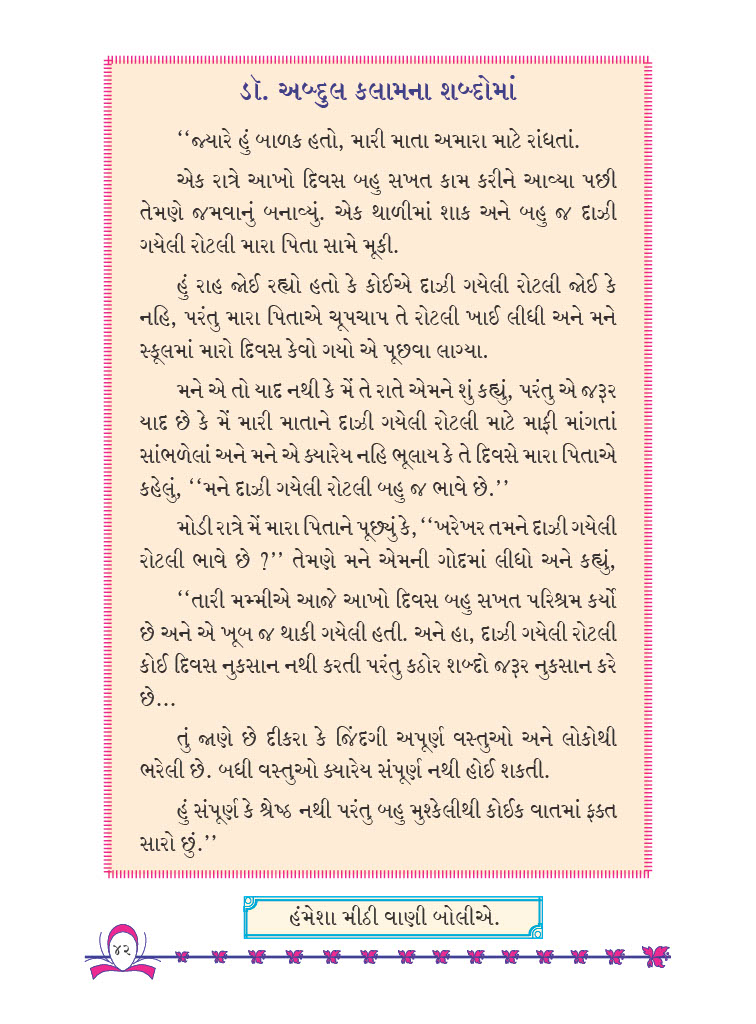 ડૉ. અબ્દુલ કલામના શબ્દોમાં
‘‘જ્યારે હું બાળક હતો, મારી માતા અમારા માટે રાંધતાં.
એક રાત્રે આખો દિવસ બહુ સખત કામ કરીને આવ્યા પછી
તેમણે જમવાનું બનાવ્યું. એક થાળીમાં શાક અને બહુ જ દાઝી
ગયેલી રોટલી મારા પિતા સામે મૂકી.
હું રાહ જોઈ રહ્યો હતો કે કોઈએ દાઝી ગયેલી રોટલી જોઈ કે
નહિ, પરંતુ મારા પિતાએ ચૂપચાપ તે રોટલી ખાઈ લીધી અને મને
સ્કૂલમાં મારો દિવસ કેવો ગયો એ પૂછવા લાગ્યા.
મને એ તો યાદ નથી કે મેં તે રાતે એમને શું કહ્યું, પરંતુ એ જરૂર
યાદ છે કે મેં મારી માતાને દાઝી ગયેલી રોટલી માટે માફી માંગતાં
સાંભળેલાં અને મને એ ક્યારેય નહિ ભૂલાય કે તે દિવસે મારા પિતાએ
કહેલું, ‘‘મને દાઝી ગયેલી રોટલી બહુ જ ભાવે છે.’’
મોડી રાત્રે મેં મારા પિતાને પૂછ્યું કે, ‘‘ખરેખર તમને દાઝી ગયેલી
રોટલી ભાવે છે ?’’ તેમણે મને એમની ગોદમાં લીધો અને કહ્યું,
‘‘તારી મમ્મીએ આજે આખો દિવસ બહુ સખત પરિશ્રમ કર્યો
છે અને એ ખૂબ જ થાકી ગયેલી હતી. અને હા, દાઝી ગયેલી રોટલી
કોઈ દિવસ નુકસાન નથી કરતી પરંતુ કઠોર શબ્દો જરૂર નુકસાન કરે
છે...
તું જાણે છે દીકરા કે જિંદગી અપૂર્ણ વસ્તુઓ અને લોકોથી
ભરેલી છે. બધી વસ્તુઓ ક્યારેય સંપૂર્ણ નથી હોઈ શકતી.
હું સંપૂર્ણ કે શ્રેષ્ઠ નથી પરંતુ બહુ મુશ્કેલીથી કોઈક વાતમાં ફક્ત
સારો છું.’’
હંમેશા મીઠી વાણી બોલીએ.
૪૨